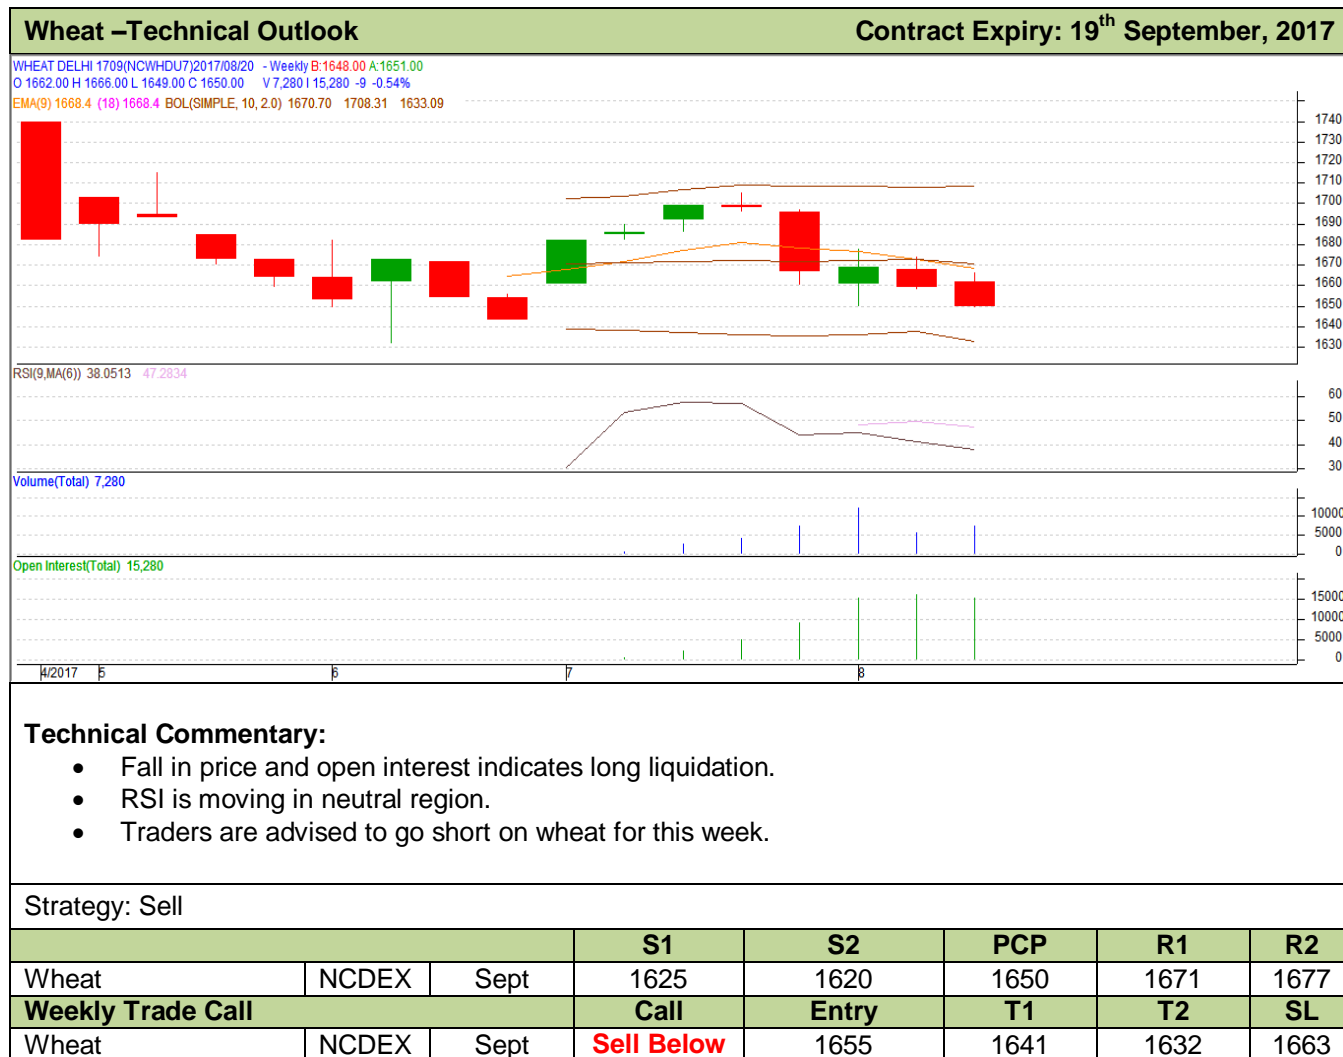 Wheat –Technical Outlook Contract Expiry: 19th September, 2017
WHEAT DELHI 1709(NCWHDU7)2017/08/20 - Weekly B:1648.00 A:1651.00
O 1662.00 H 1666.00 L 1649.00 C 1650.00 V 7,280 I 15,280 -9 -0.54%
EMA(9) 1668.4 (18) 1668.4 BOL(SIMPLE, 10, 2.0) 1670.70 1708.31 1633.09
1740
1730
1720
1710
1700
1690
1680
1670
1660
1650
1640
1630
RSI(9,MA(6)) 38.0513 47.2834
60
50
40
30
Volume(Total) 7,280
10000
5000
0
Open Interest(Total) 15,280
15000
10000
5000
0
4/2017 5 6 7 8
Technical Commentary:
• Fall in price and open interest indicates long liquidation.
• RSI is moving in neutral region.
• Traders are advised to go short on wheat for this week.
Strategy: Sell
S1 S2 PCP R1 R2
Wheat NCDEX Sept 1625 1620 1650 1671 1677
Weekly Trade Call Call Entry T1 T2 SL
Wheat NCDEX Sept Sell Below 1655 1641 1632 1663